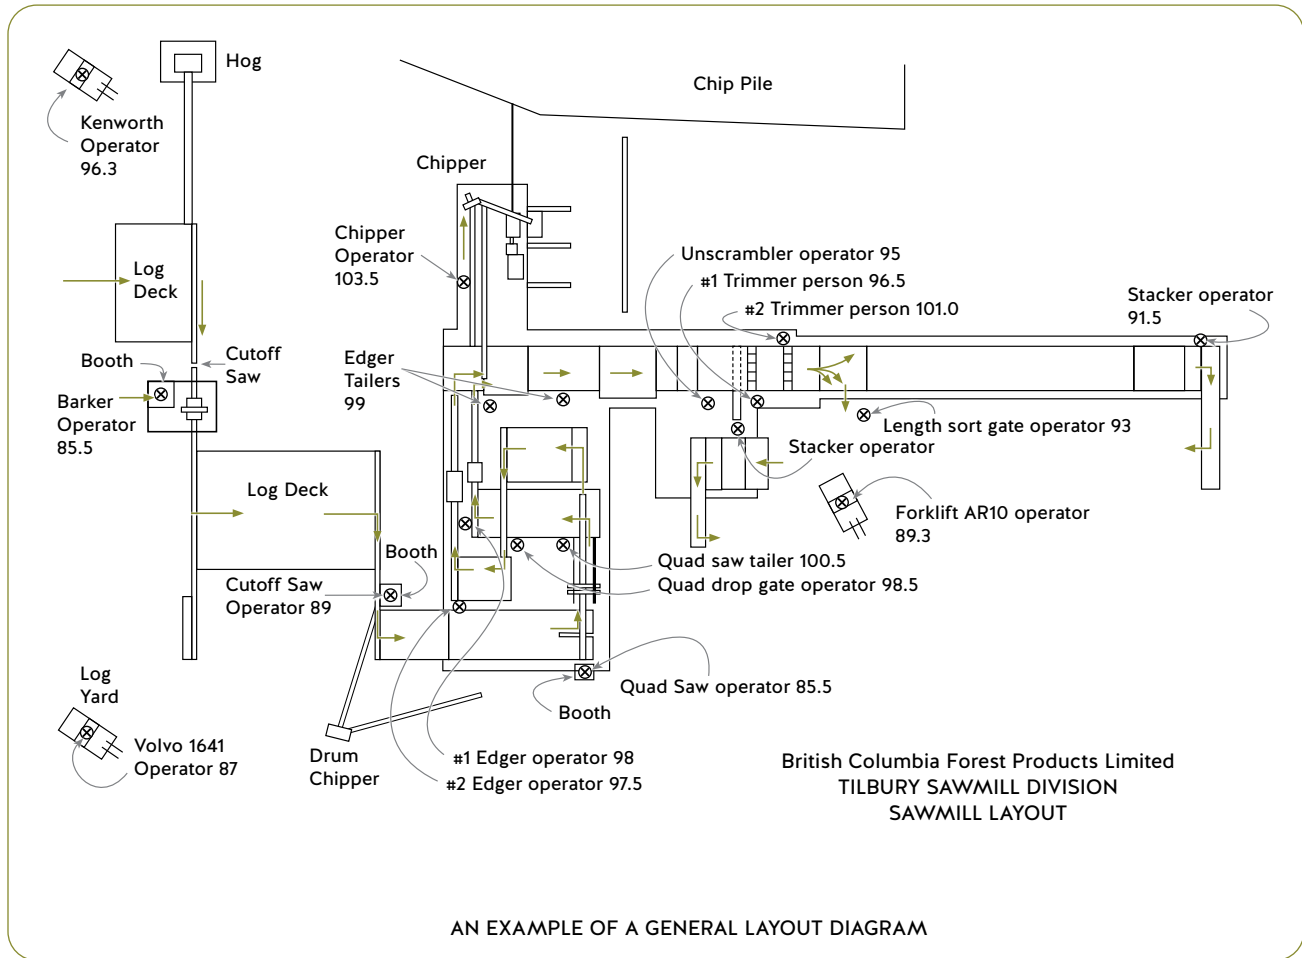 Hog
Chip Pile
Kenworth
Operator
96.3
Chipper
Chipper
Operator
103.5
Log
Deck
Unscrambler operator 95
#1 Trimmer person 96.5
#2 Trimmer person 101.0
Stacker operator
91.5
Booth
Cutoff
Saw
Edger
Tailers
99
Barker
Operator
85.5
Length sort gate operator 93
Stacker operator
Log Deck
Forklift AR10 operator
89.3
Booth
Quad saw tailer 100.5
Quad drop gate operator 98.5
Cutoff Saw
Operator 89
Log
Yard
Quad Saw operator 85.5
Booth
Volvo 1641
Operator 87
Drum
Chipper
#1 Edger operator 98
#2 Edger operator 97.5
British Columbia Forest Products Limited
TILBURY SAWMILL DIVISION
SAWMILL LAYOUT
AN EXAMPLE OF A GENERAL LAYOUT DIAGRAM